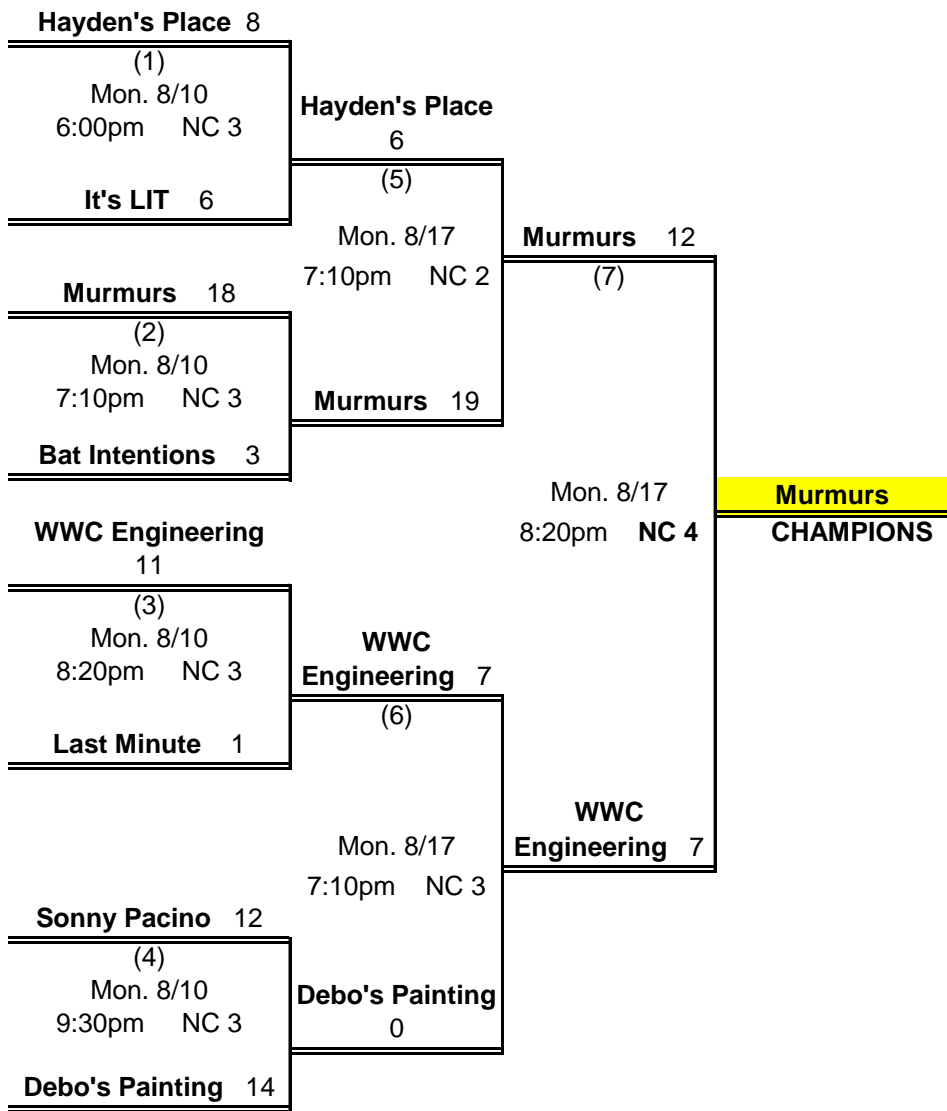 Hayden's Place 8
(1)
Mon. 8/10
6:00pm NC 3
It's LIT 6
Murmurs 18
(2)
Mon. 8/10
7:10pm NC 3
Bat Intentions 3
WWC Engineering
11
(3)
Mon. 8/10
8:20pm NC 3
Last Minute 1
Sonny Pacino 12
(4)
Mon. 8/10
9:30pm NC 3
Debo's Painting 14
Hayden's Place
6
(5)
Mon. 8/17
7:10pm NC 2
Murmurs 19
WWC
Engineering 7
(6)
Mon. 8/17
7:10pm NC 3
Debo's Painting
0
Murmurs 12
(7)
Mon. 8/17
8:20pm NC 4
WWC
Engineering 7
Murmurs
CHAMPIONS